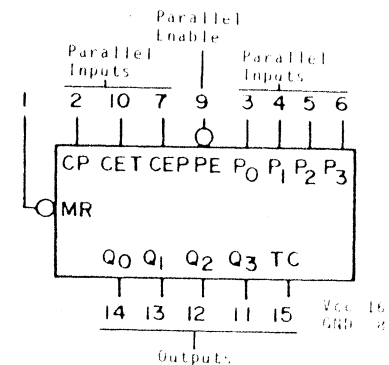 Parallel
Enable
Parallel
Inputs
Parallel
Inputs
1 2 10 7 9 3 4 5 6
CP CET CEP PE P0 P1 P2 P3
MR
Q0 Q1 Q2 Q3 TC
14 13 12 11 15
Vcc 16
GND
Outputs